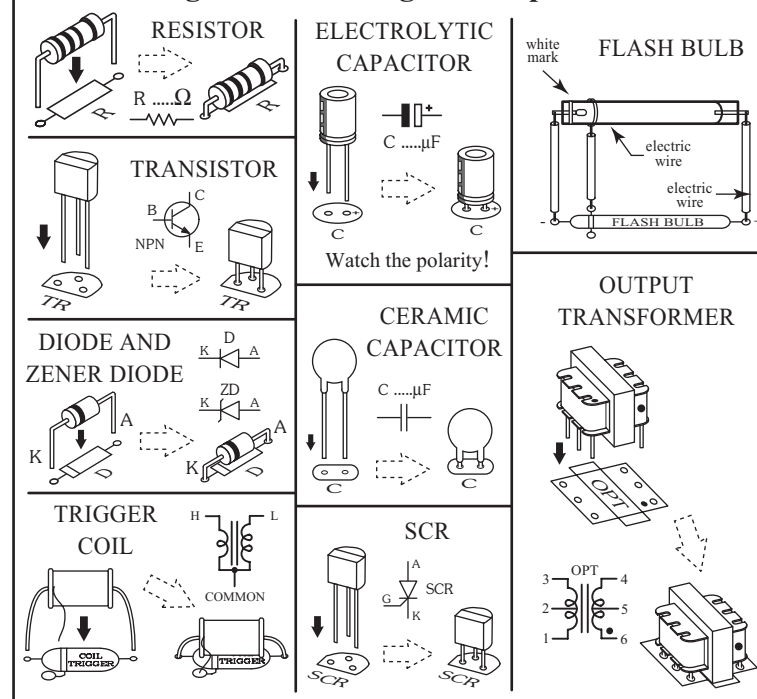 RESISTOR
R .....Ω
R
R
TRANSISTOR
B
C
E
NPN
TR
TR
DIODE AND
ZENER DIODE
D
K
A
ZD
K
A
K
A
D
K
A
D
TRIGGER
COIL
H
L
COMMON
COIL
TRIGGER
TRIGGER
ELECTROLYTIC
CAPACITOR
+
C .....µF
+
C
+
C
Watch the polarity!
CERAMIC
CAPACITOR
C .....µF
C
C
SCR
A
G
K
SCR
SCR
SCR
FLASH BULB
white
mark
electric
wire
electric
wire
-
FLASH BULB
+
OUTPUT
TRANSFORMER
OPT
OPT
3
2
1
4
5
6